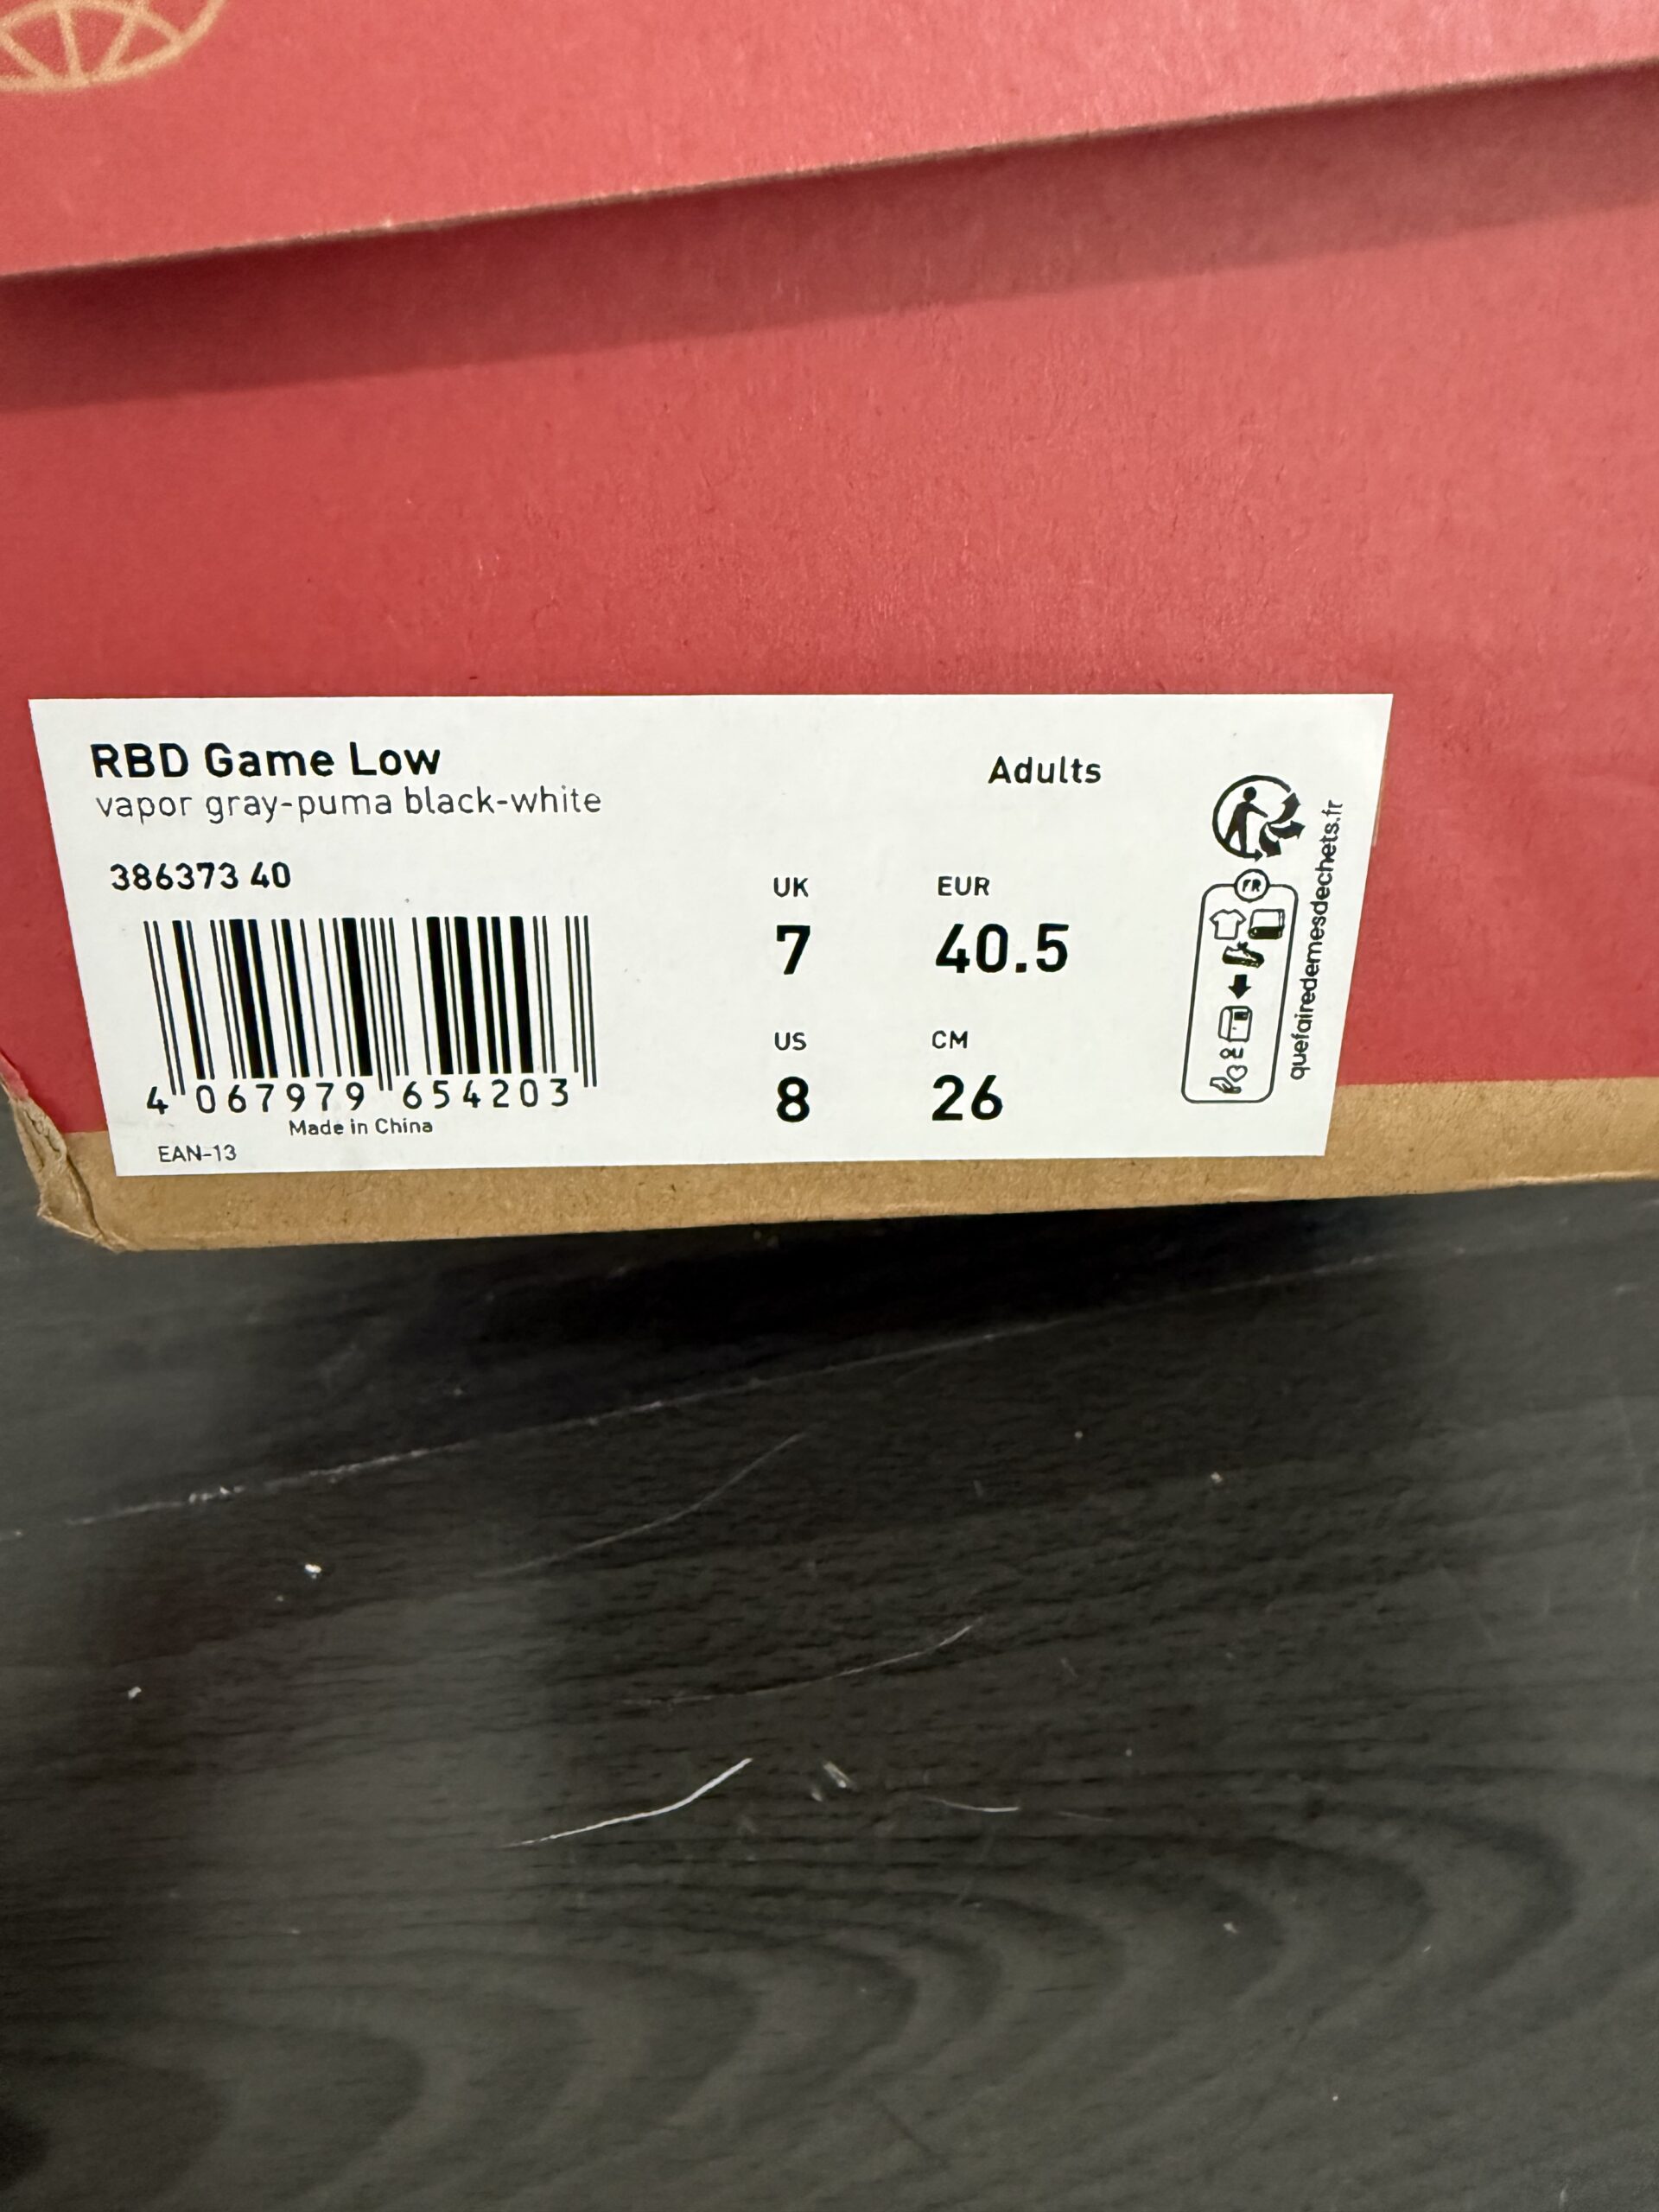 RBD Game Low
vapor gray-puma black-white
Adults
386373 40
UK
EUR
7
40.5
US
CM
8
26
4 067979 654203
Made in China
EAN-13
FR
quefairedemesdechets.fr